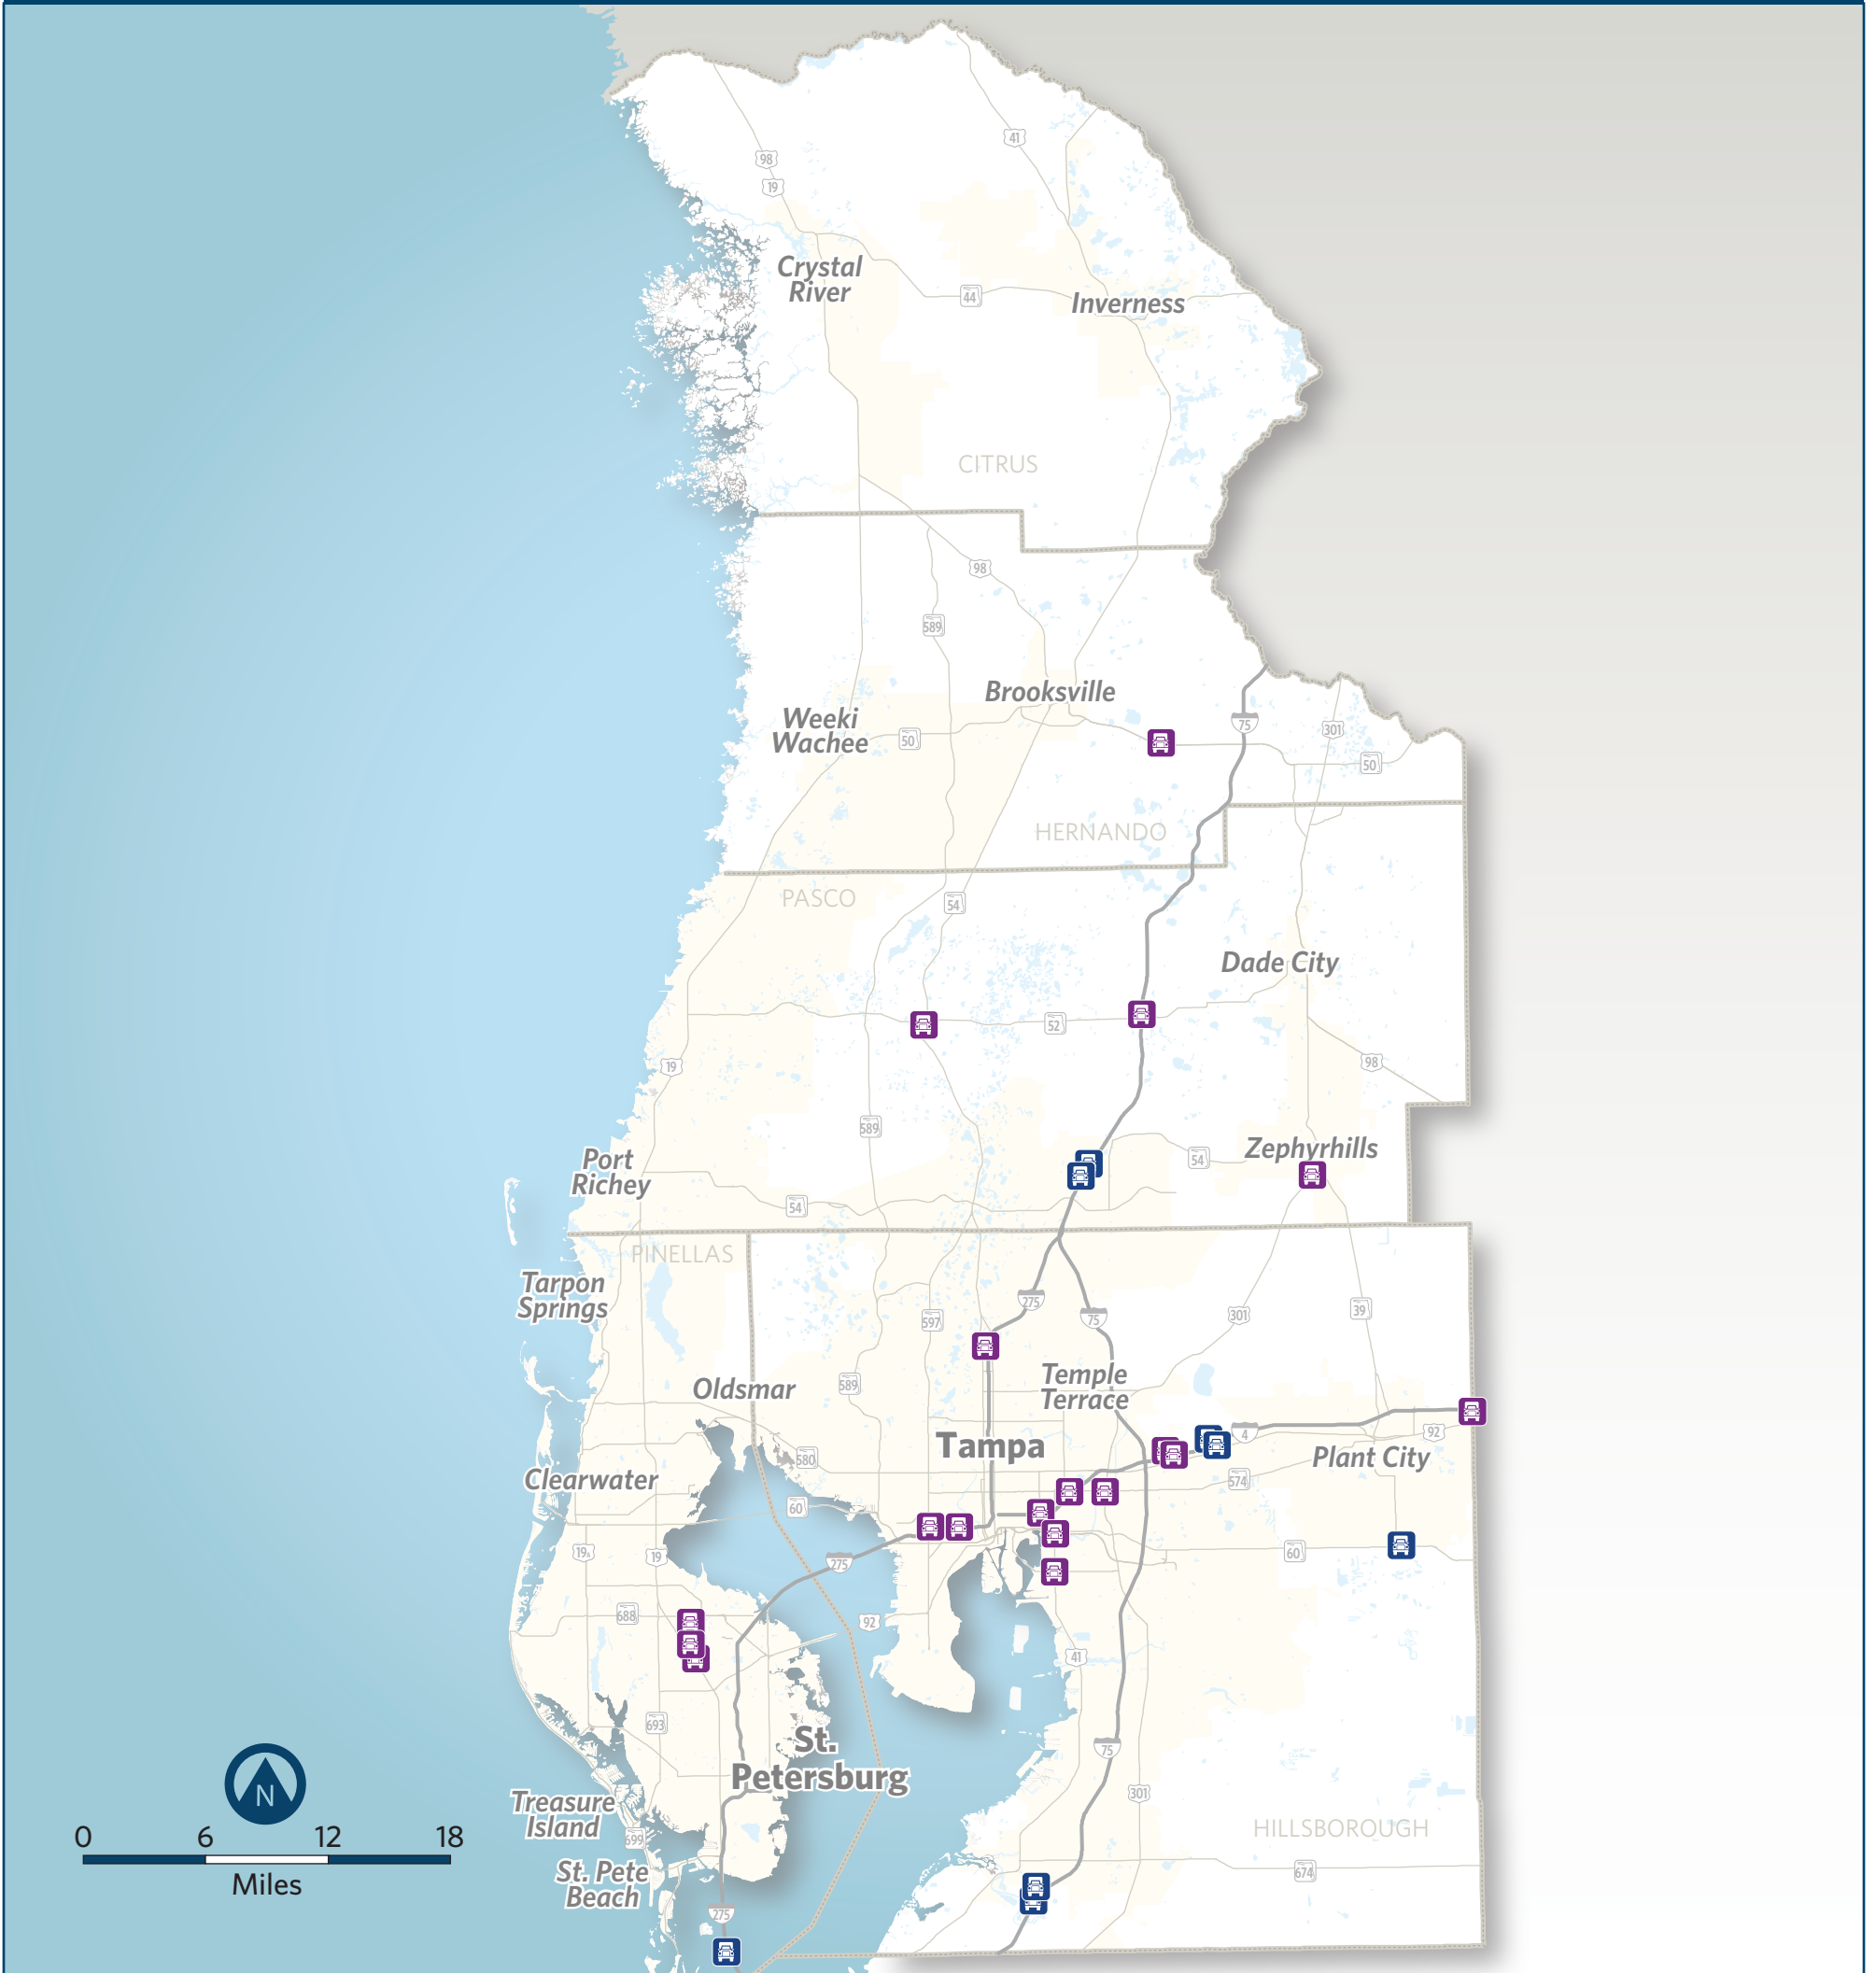 41
98
19
Crystal
River
44
Inverness
CITRUS
98
589
Brooksville
Weeki
Wachee
50
75
301
50
HERNANDO
PASCO
54
Dade City
52
19
98
589
Zephyrhills
54
Port
Richey
54
PINELLAS
Tarpon
Springs
275
75
597
301
39
Temple
Terrace
Oldsmar
589
Tampa
4
92
Plant City
580
574
Clearwater
60
19A
19
275
60
688
92
41
693
St.
Petersburg
75
301
N
Treasure
Island
0 6 12 18
Miles
699
HILLSBOROUGH
St. Pete
Beach
674
275